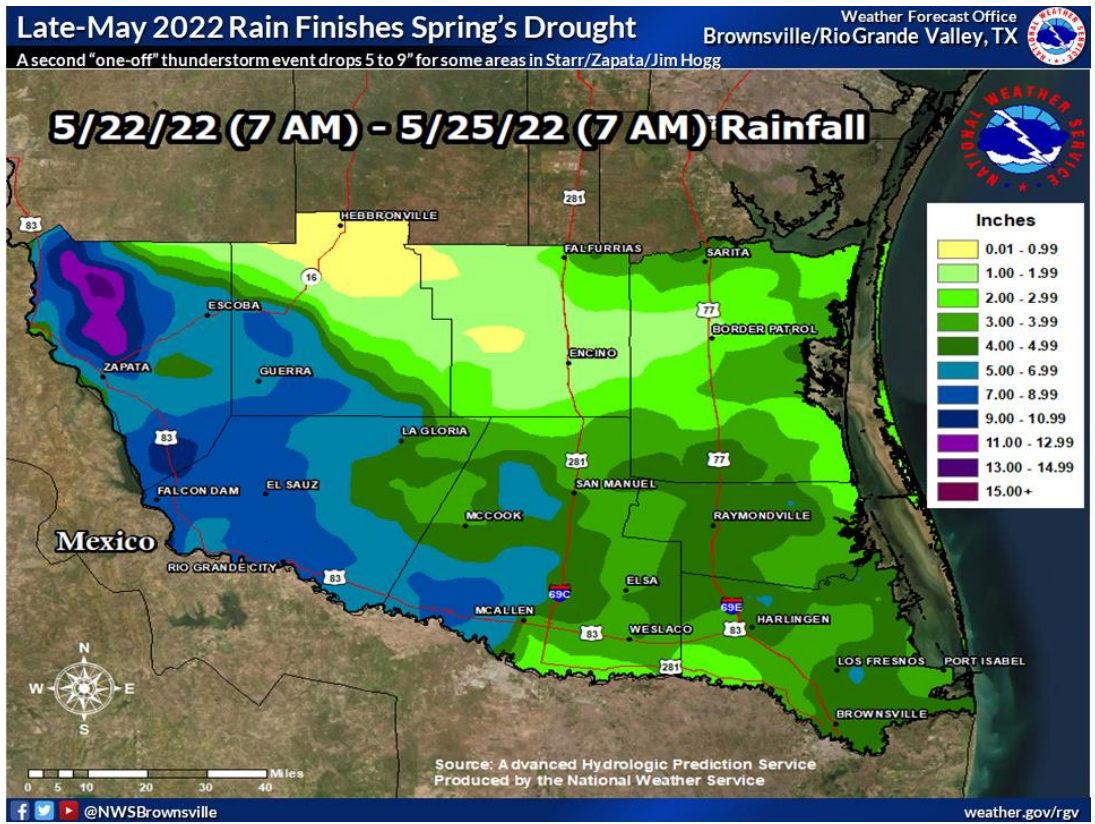 Late-May 2022 Rain Finishes Spring's Drought
Weather Forecast Office
Brownsville/Rio Grande Valley, TX
A second “one-off” thunderstorm event drops 5 to 9” for some areas in Starr/Zapata/Jim Hogg
5/22/22 (7 AM) - 5/25/22 (7 AM) Rainfall
NATIONAL WEATHER SERVICE
Inches
0.01 - 0.99
1.00 - 1.99
2.00 - 2.99
3.00 - 3.99
4.00 - 4.99
5.00 - 6.99
7.00 - 8.99
9.00 - 10.99
11.00 - 12.99
13.00 - 14.99
15.00+
HEBBRONVILLE
281
83
FALFURRIAS
SARITA
16
ESCOBA
77
BORDER PATROL
ENCINO
ZAPATA
GUERRA
LA GLORIA
83
281
77
FALCON DAM
EL SAUZ
SAN MANUEL
MCCOOK
RAYMONDVILLE
Mexico
RIO GRANDE CITY
83
69C
ELSA
69E
MCALLEN
83
WESLACO
83
HARLINGEN
281
LOS FRESNOS
PORT ISABEL
BROWNSVILLE
N
W
E
S
Miles
0 5 10 20 30 40
Source: Advanced Hydrologic Prediction Service
Produced by the National Weather Service
@NWSBrownsville
weather.gov/rgv